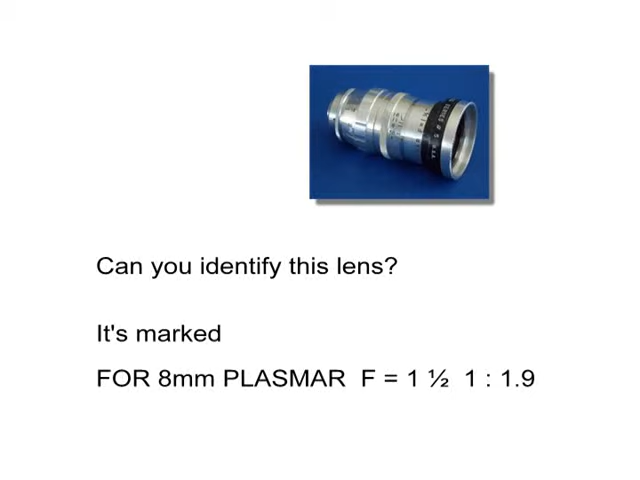 Can you identify this lens?
It's marked
FOR 8mm PLASMAR F = 1 ½ 1 : 1.9